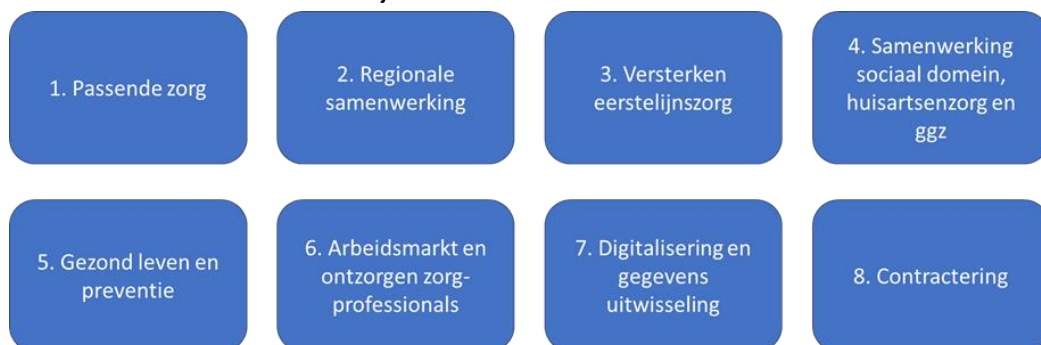 1. Passende zorg
2. Regionale
samenwerking
3. Versterken
eerstelijnszorg
4. Samenwerking
sociaal domein,
huisartsenzorg en
ggz
5. Gezond leven en
preventie
6. Arbeidsmarkt en
ontzorgen zorg-
professionals
7. Digitalisering en
gegevens
uitwisseling
8. Contractering